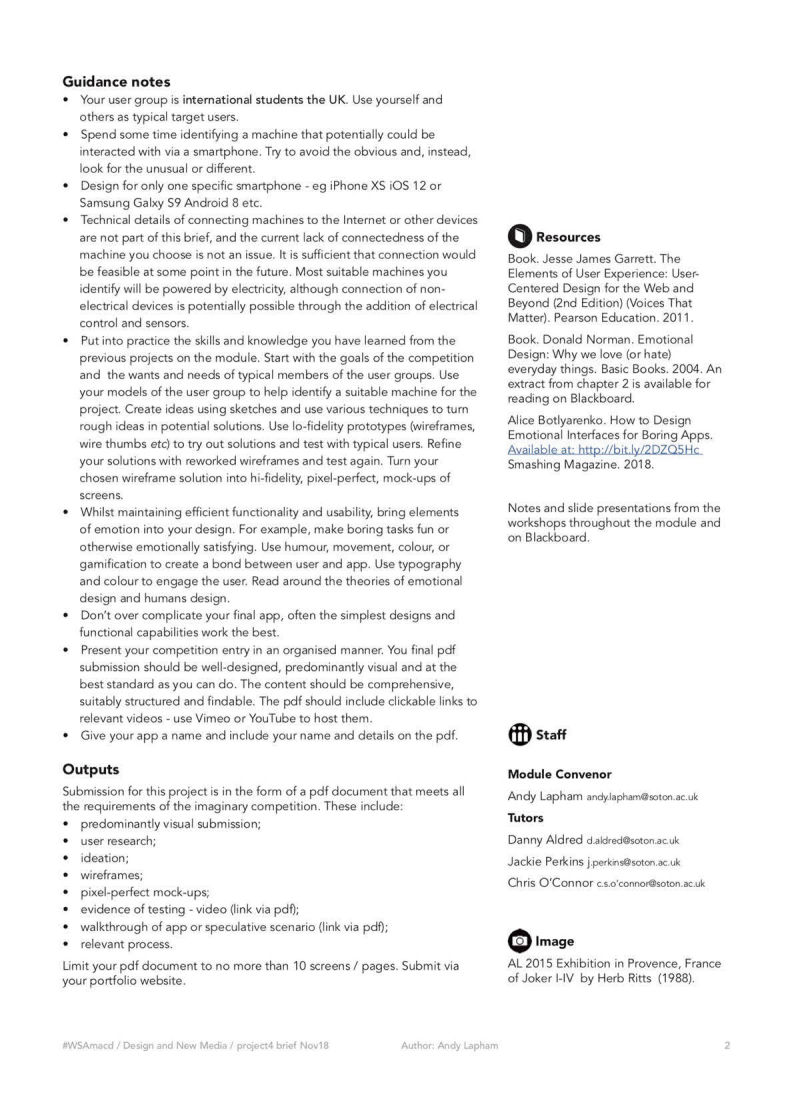 Guidance notes
• Your user group is international students the UK. Use yourself and
others as typical target users.
• Spend some time identifying a machine that potentially could be
interacted with via a smartphone. Try to avoid the obvious and, instead,
look for the unusual or different.
• Design for only one specific smartphone - eg iPhone XS iOS 12 or
Samsung Galxy S9 Android 8 etc.
• Technical details of connecting machines to the Internet or other devices
are not part of this brief, and the current lack of connectedness of the
machine you choose is not an issue. It is sufficient that connection would
be feasible at some point in the future. Most suitable machines you
identify will be powered by electricity, although connection of non-
electrical devices is potentially possible through the addition of electrical
control and sensors.
• Put into practice the skills and knowledge you have learned from the
previous projects on the module. Start with the goals of the competition
and the wants and needs of typical members of the user groups. Use
your models of the user group to help identify a suitable machine for the
project. Create ideas using sketches and use various techniques to turn
rough ideas in potential solutions. Use lo-fidelity prototypes (wireframes,
wire thumbs etc) to try out solutions and test with typical users. Refine
your solutions with reworked wireframes and test again. Turn your
chosen wireframe solution into hi-fidelity, pixel-perfect, mock-ups of
screens.
• Whilst maintaining efficient functionality and usability, bring elements
of emotion into your design. For example, make boring tasks fun or
otherwise emotionally satisfying. Use humour, movement, colour, or
gamification to create a bond between user and app. Use typography
and colour to engage the user. Read around the theories of emotional
design and humans design.
• Don’t over complicate your final app, often the simplest designs and
functional capabilities work the best.
• Present your competition entry in an organised manner. You final pdf
submission should be well-designed, predominantly visual and at the
best standard as you can do. The content should be comprehensive,
suitably structured and findable. The pdf should include clickable links to
relevant videos - use Vimeo or YouTube to host them.
• Give your app a name and include your name and details on the pdf.
Outputs
Submission for this project is in the form of a pdf document that meets all
the requirements of the imaginary competition. These include:
• predominantly visual submission;
• user research;
• ideation;
• wireframes;
• pixel-perfect mock-ups;
• evidence of testing - video (link via pdf);
• walkthrough of app or speculative scenario (link via pdf);
• relevant process.
Limit your pdf document to no more than 10 screens / pages. Submit via
your portfolio website.
Resources
Book. Jesse James Garrett. The
Elements of User Experience: User-
Centered Design for the Web and
Beyond (2nd Edition) (Voices That
Matter). Pearson Education. 2011.
Book. Donald Norman. Emotional
Design: Why we love (or hate)
everyday things. Basic Books. 2004. An
extract from chapter 2 is available for
reading on Blackboard.
Alice Botlyarenko. How to Design
Emotional Interfaces for Boring Apps.
Available at: http://bit.ly/2DZQ5Hc
Smashing Magazine. 2018.
Notes and slide presentations from the
workshops throughout the module and
on Blackboard.
Staff
Module Convenor
Andy Lapham andy.lapham@soton.ac.uk
Tutors
Danny Aldred d.aldred@soton.ac.uk
Jackie Perkins j.perkins@soton.ac.uk
Chris O’Connor c.s.o’connor@soton.ac.uk
Image
AL 2015 Exhibition in Provence, France
of Joker I-IV by Herb Ritts (1988).
#WSAmacd / Design and New Media / project4 brief Nov18
Author: Andy Lapham
2